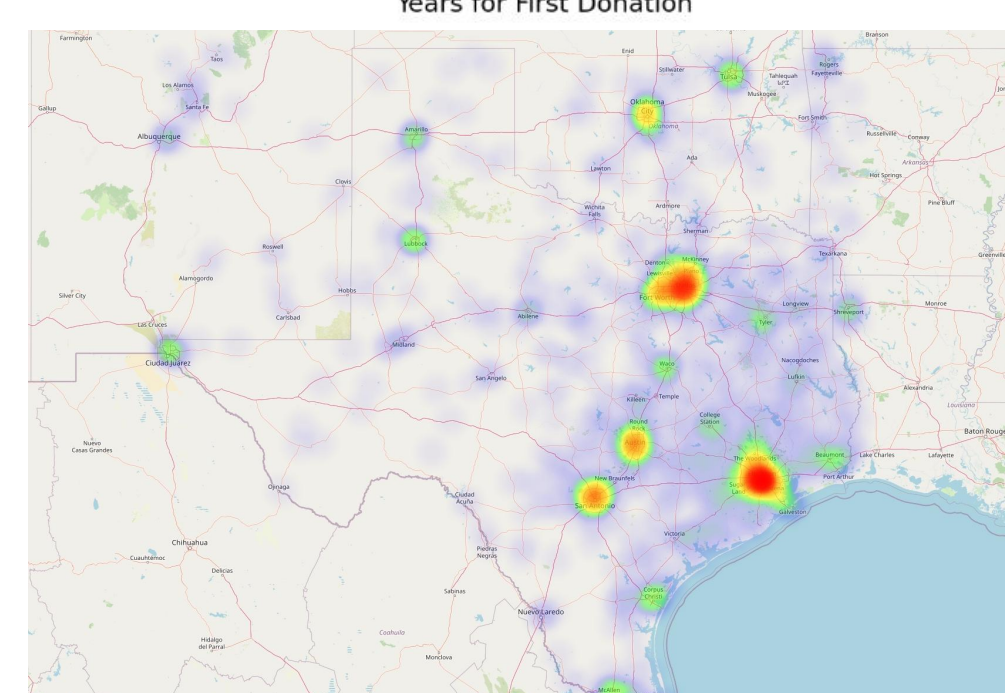 Years for First Donation
Farmington
Taos
Enid
Branson
Stillwater
Tulsa
Rogers
Fayetteville
Tahlequah
Los Alamos
Muskogee
Gallup
Santa Fe
Oklahoma
City
Oklahoma
Fort Smith
Albuquerque
Amarillo
Russellville
Conway
Ada
Arkansas
Lawton
Hot Springs
Clovis
Pine Bluff
Wichita
Falls
Ardmore
Sherman
Roswell
Lubbock
Texarkana
Greenville
Denton
McKinney
Alamogordo
Hobbs
Silver City
Carlsbad
Abilene
Tyler
Longview
Shreveport
Monroe
Las Cruces
Ciudad Juárez
Midland
Waco
Nacogdoches
San Angelo
Lufkin
Alexandria
Killeen
Temple
Louisiana
College
Station
Round
Rock
Austin
Baton Rouge
Nuevo
Casas Grandes
The Woodlands
Beaumont
Lake Charles
Lafayette
Port Arthur
New Braunfels
Sugar
Land
Ojinaga
Ciudad
Acuña
San Antonio
Galveston
Victoria
Chihuahua
Piedras
Negras
Cuauhtémoc
Delicias
Sabinas
Corpus
Christi
Nuevo Laredo
Coahuila
Hidalgo
del Parral
Monclova
McAllen